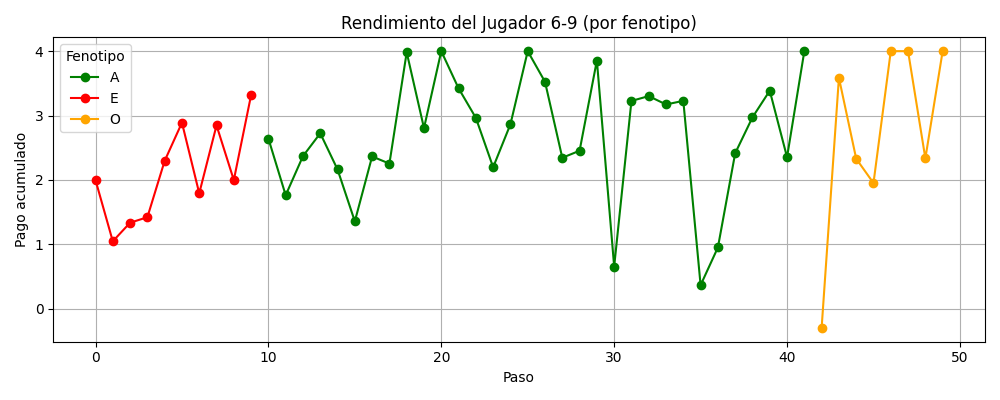 Rendimiento del Jugador 6-9 (por fenotipo)
Fenotipo
A
E
O
Pago acumulado
4
3
2
1
0
0 10 20 30 40 50
Paso